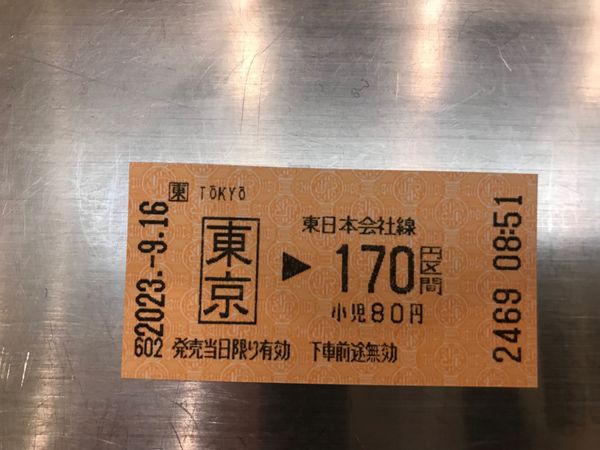 東 TŌKYŌ
東京 ▶ 東日本会社線
170円区間
小児80円
発売当日限り有効 下車前途無効
2023.-9.16
602
2469 08:51